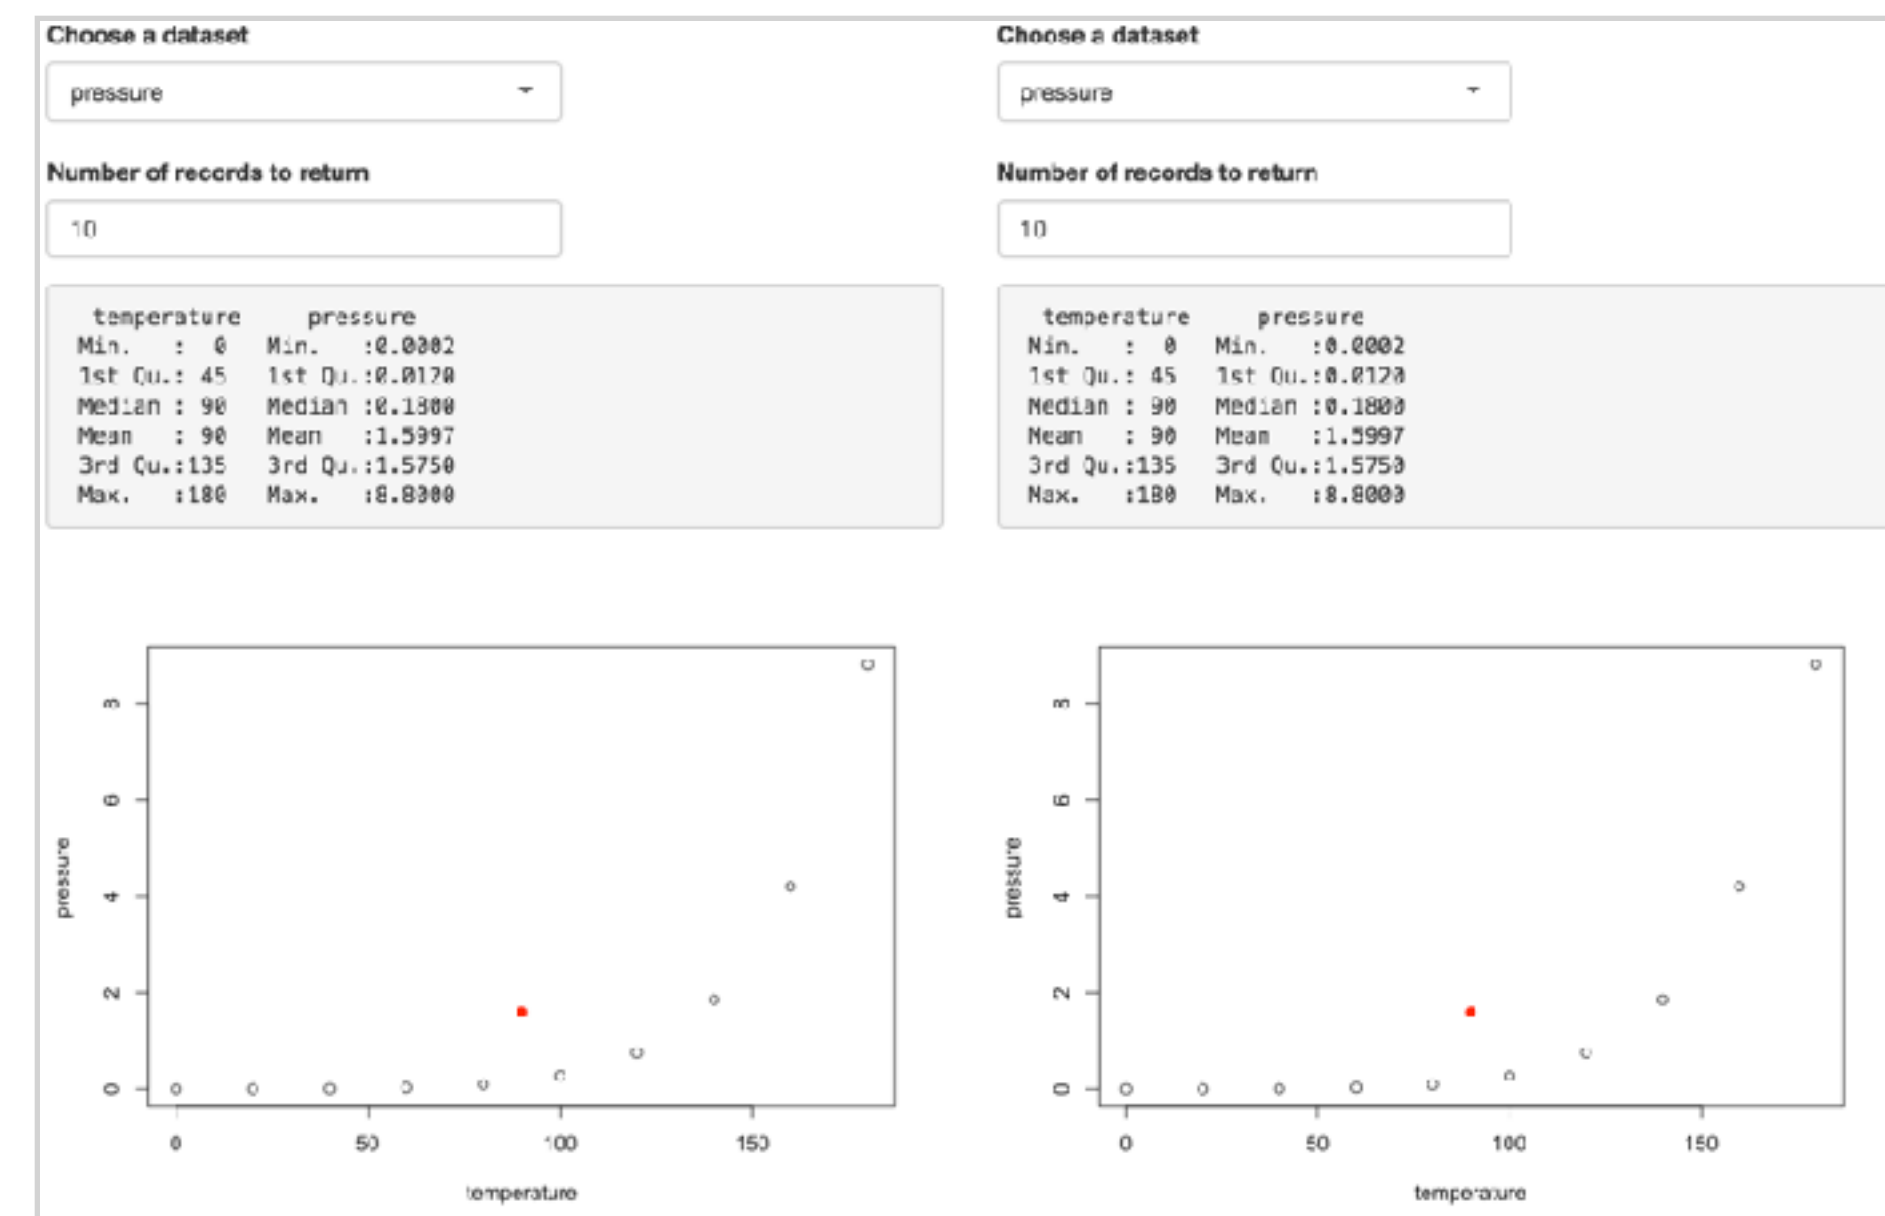 Choose a dataset
pressure
Number of records to return
10
temperature pressure
Min. : 0 Min. :0.0002
1st Qu.: 45 1st Qu.:0.0120
Median : 90 Median :0.1800
Mean : 90 Mean :1.5997
3rd Qu.:135 3rd Qu.:1.5750
Max. :180 Max. :8.8000
pressure
8
6
4
2
0
0 50 100 150
temperature
Choose a dataset
pressure
Number of records to return
10
temperature pressure
Min. : 0 Min. :0.0002
1st Qu.: 45 1st Qu.:0.0120
Median : 90 Median :0.1800
Mean : 90 Mean :1.5997
3rd Qu.:135 3rd Qu.:1.5750
Max. :180 Max. :8.8000
pressure
8
6
4
2
0
0 50 100 150
temperature